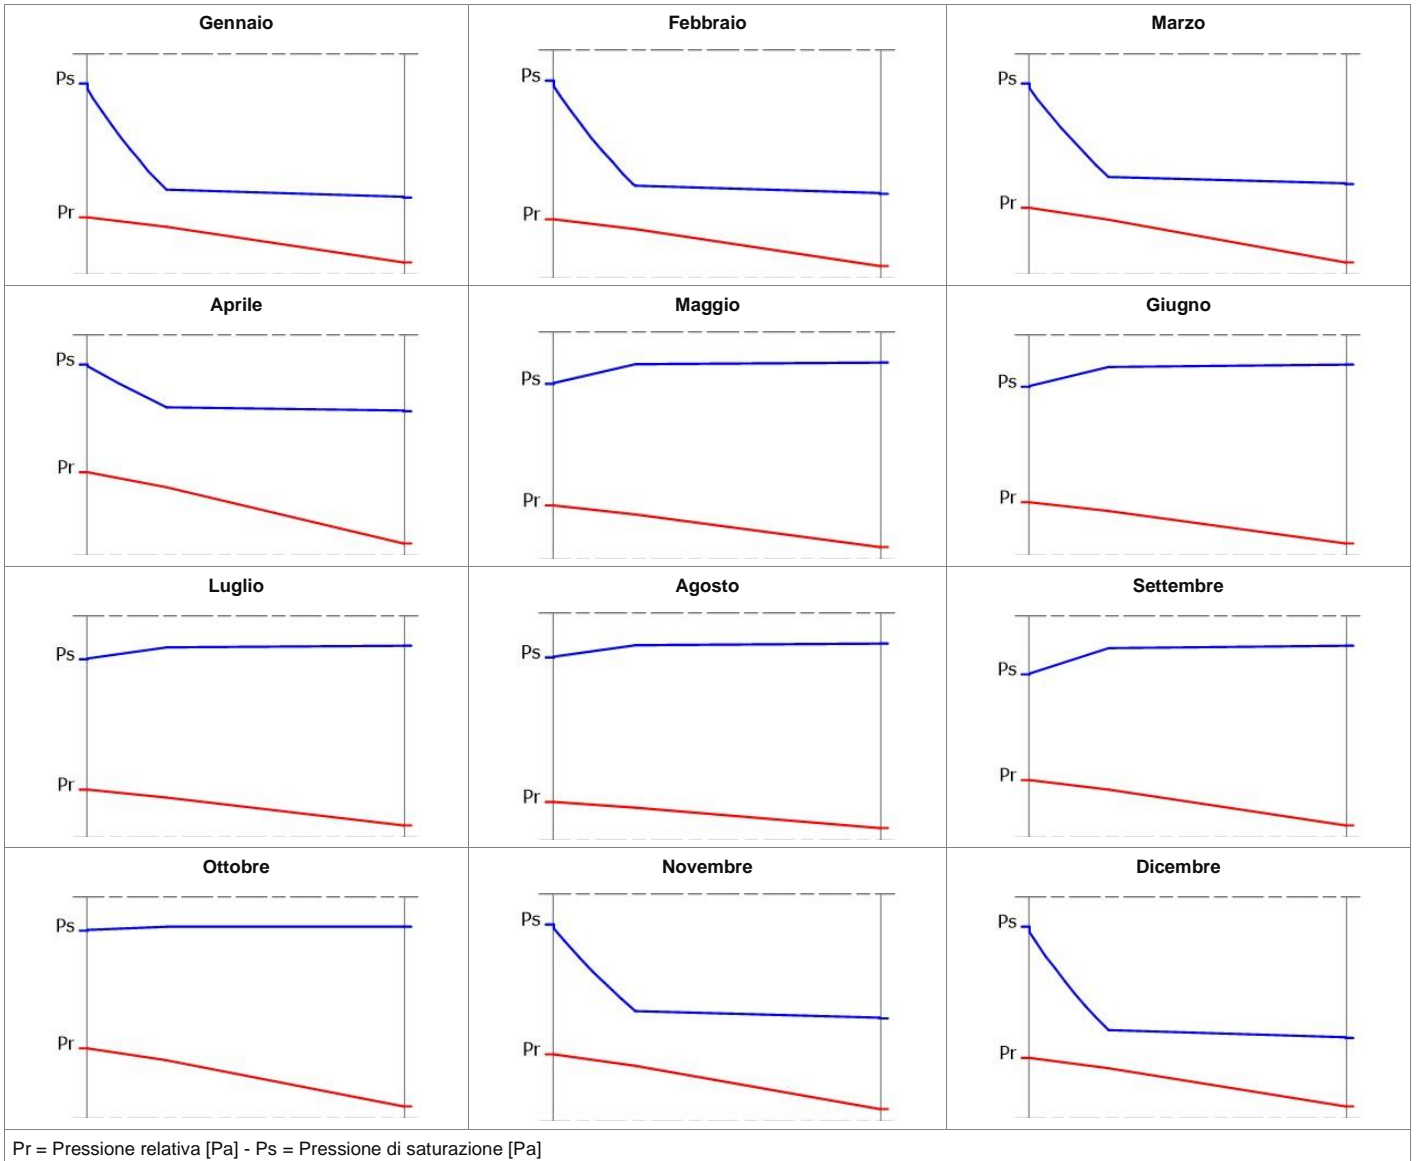 Gennaio
Febbraio
Marzo
Ps
Pr
Ps
Pr
Ps
Pr
Aprile
Maggio
Giugno
Ps
Pr
Ps
Pr
Ps
Pr
Luglio
Agosto
Settembre
Ps
Pr
Ps
Pr
Ps
Pr
Ottobre
Novembre
Dicembre
Ps
Pr
Ps
Pr
Ps
Pr
Pr = Pressione relativa [Pa] - Ps = Pressione di saturazione [Pa]